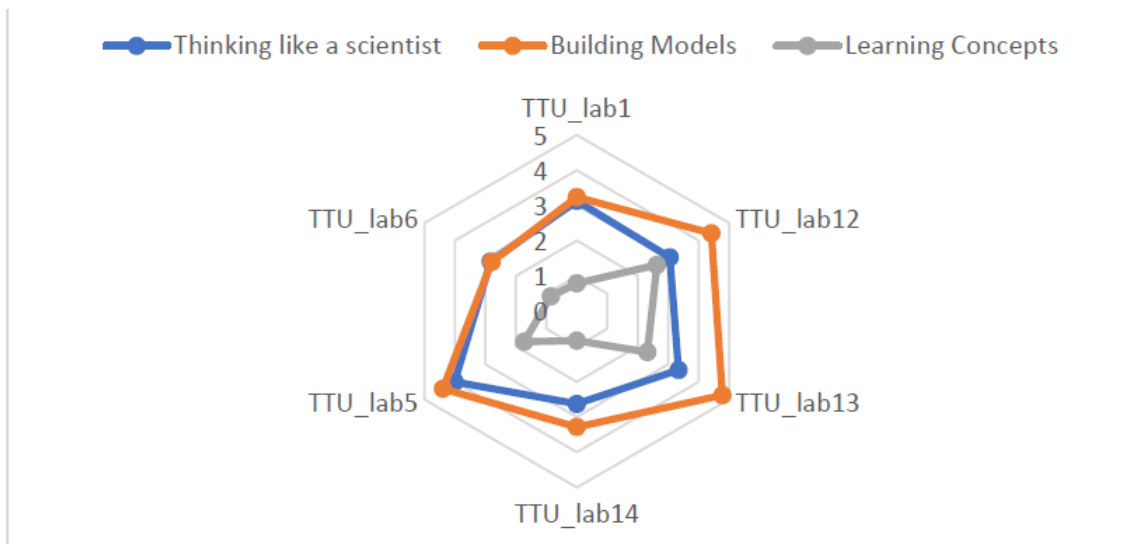 Thinking like a scientist Building Models Learning Concepts
TTU_lab1
5
4
3
2
1
0
TTU_lab6
TTU_lab12
TTU_lab5
TTU_lab13
TTU_lab14